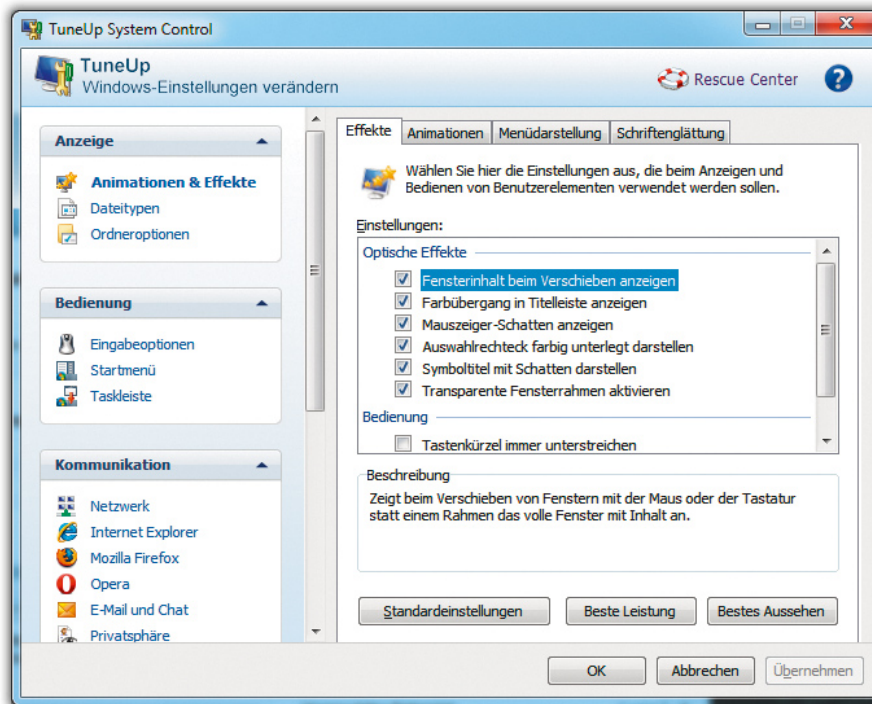 TuneUp System Control
TuneUp
Windows-Einstellungen verändern
Rescue Center
?
Anzeige
Animationen & Effekte
Dateitypen
Ordneroptionen
Bedienung
Eingabeoptionen
Startmenü
Taskleiste
Kommunikation
Netzwerk
Internet Explorer
Mozilla Firefox
Opera
E-Mail und Chat
Privatsphäre
Effekte
Animationen
Menüdarstellung
Schriftenglättung
Wählen Sie hier die Einstellungen aus, die beim Anzeigen und
Bedienen von Benutzerelementen verwendet werden sollen.
Einstellungen:
Optische Effekte
Fensterinhalt beim Verschieben anzeigen
Farbübergang in Titelleiste anzeigen
Mauszeiger-Schatten anzeigen
Auswahlrechteck farbig unterlegt darstellen
Symboltitel mit Schatten darstellen
Transparente Fensterrahmen aktivieren
Bedienung
Tastenkürzel immer unterstreichen
Beschreibung
Zeigt beim Verschieben von Fenstern mit der Maus oder der Tastatur
statt einem Rahmen das volle Fenster mit Inhalt an.
Standardeinstellungen
Beste Leistung
Bestes Aussehen
OK
Abbrechen
Übernehmen